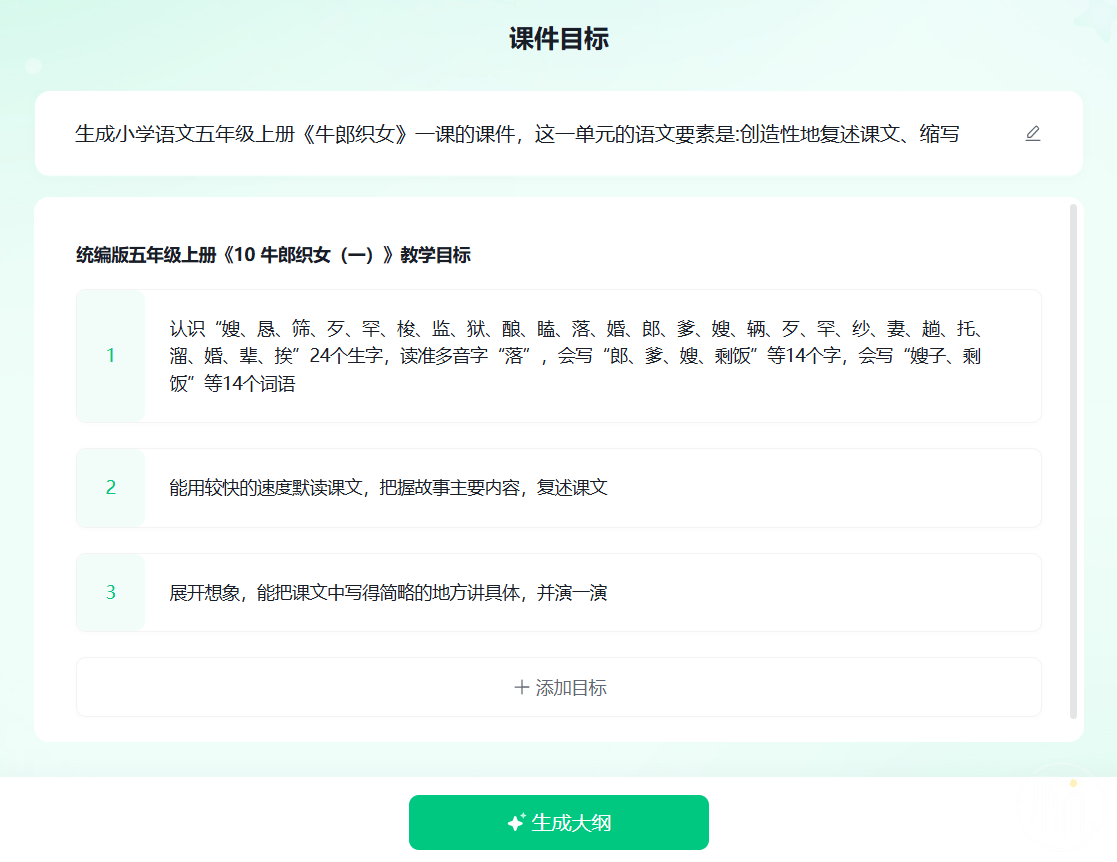 课件目标
生成小学语文五年级上册《牛郎织女》一课的课件，这一单元的语文要素是:创造性地复述课文、缩写
统编版五年级上册《10 牛郎织女（一）》教学目标
1
认识“嫂、恳、筛、歹、罕、梭、监、狱、酿、瞌、落、婚、郎、爹、嫂、辆、歹、罕、纱、妻、趟、托、
溜、婚、辈、挨”24个生字，读准多音字“落”，会写“郎、爹、嫂、剩饭”等14个字，会写“嫂子、剩
饭”等14个词语
2
能用较快的速度默读课文，把握故事主要内容，复述课文
3
展开想象，能把课文中写得简略的地方讲具体，并演一演
+ 添加目标
生成大纲